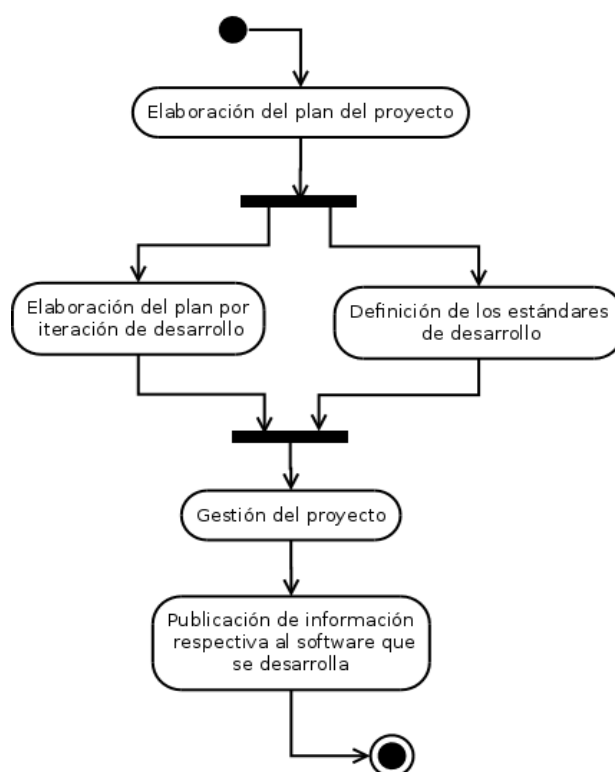 Elaboración del plan del proyecto
Elaboración del plan por
iteración de desarrollo
Definición de los estándares
de desarrollo
Gestión del proyecto
Publicación de información
respectiva al software que
se desarrolla